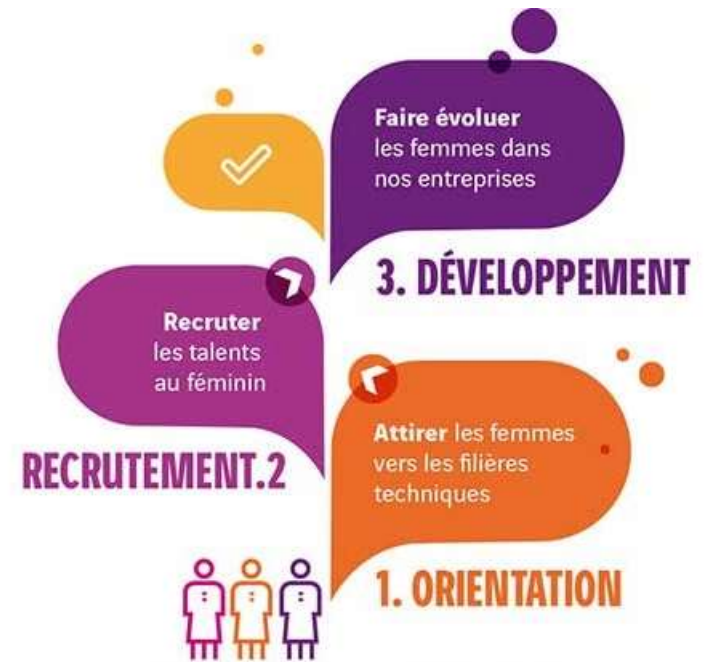 Faire évoluer
les femmes dans
nos entreprises
3. DÉVELOPPEMENT
Recruter
les talents
au féminin
RECRUTEMENT.2
Attirer les femmes
vers les filières
techniques
1. ORIENTATION